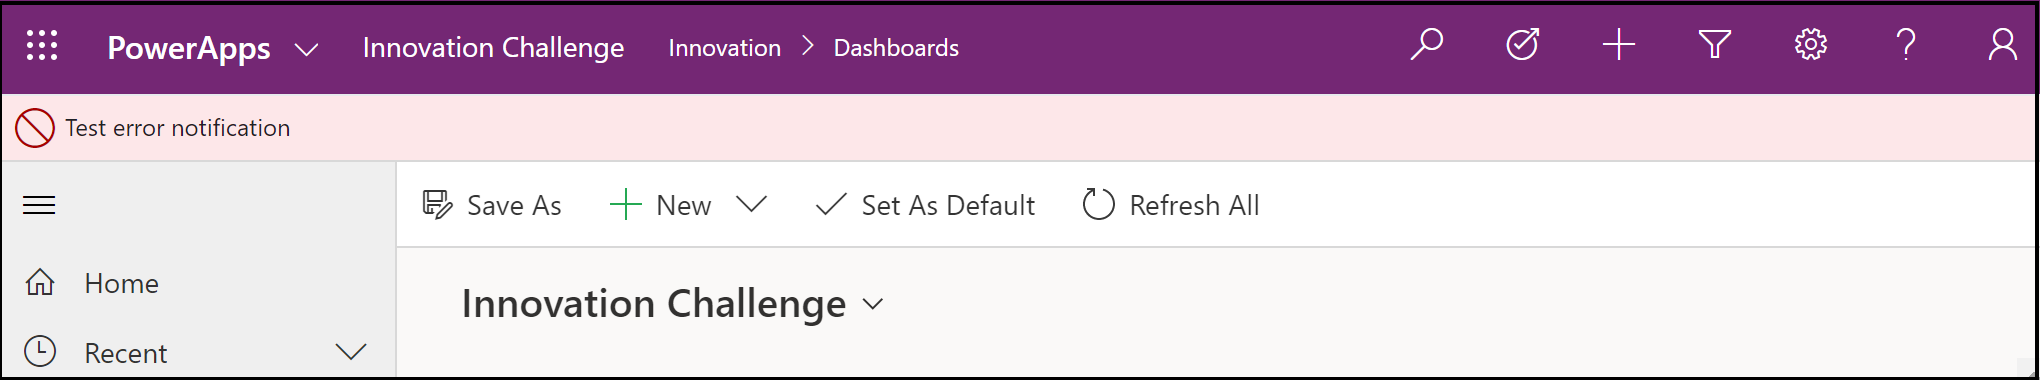 PowerApps Innovation Challenge Innovation > Dashboards
Test error notification
Save As New Set As Default Refresh All
Home
Innovation Challenge
Recent